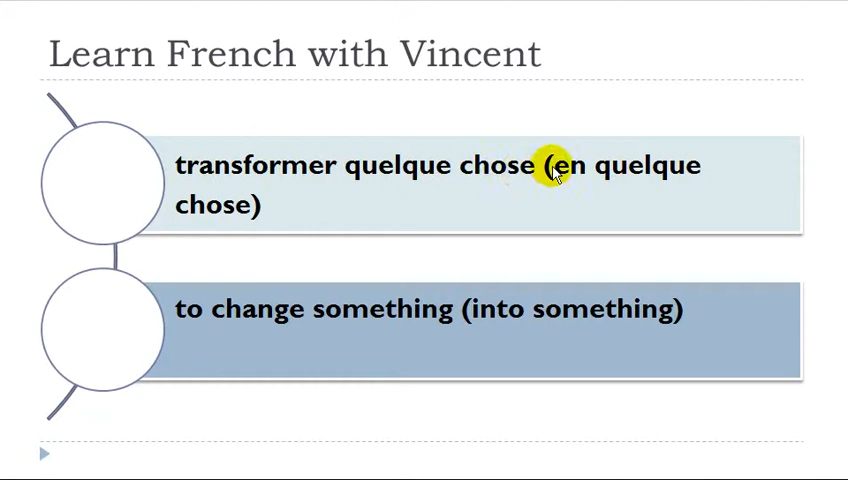 Learn French with Vincent
transformer quelque chose (en quelque
chose)
to change something (into something)